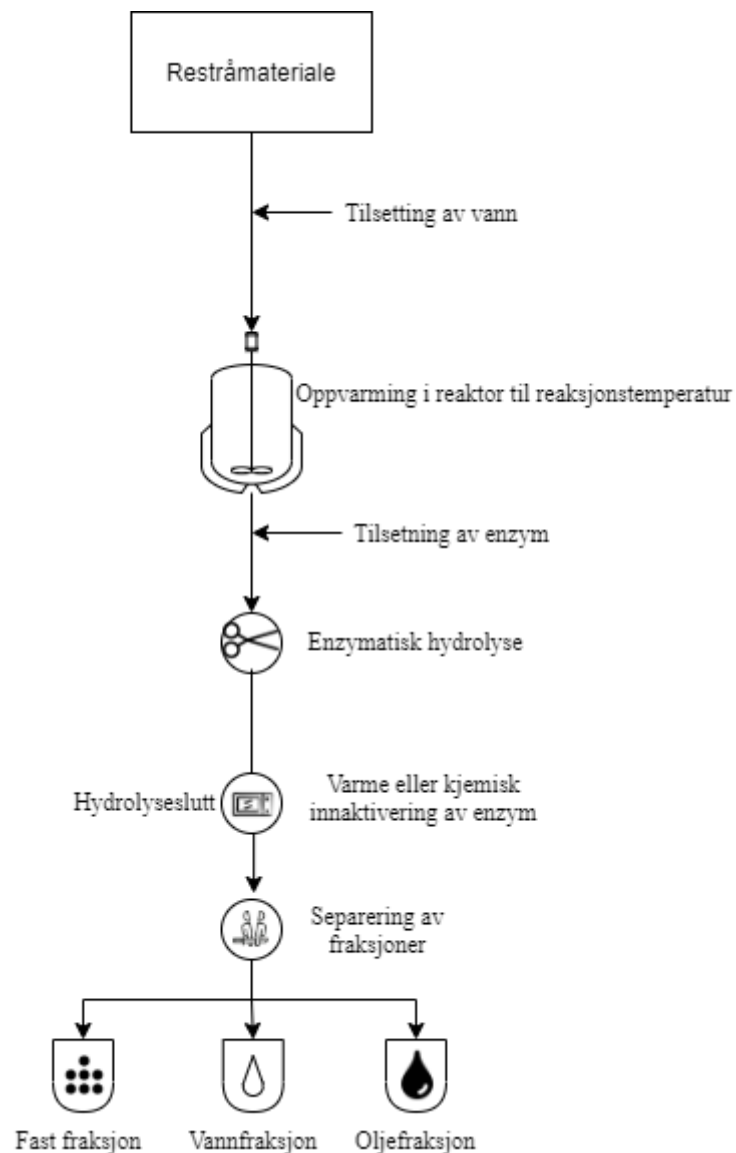 Restråmateriale
Tilsetting av vann
Oppvarming i reaktor til reaksjonstemperatur
Tilsetning av enzym
Enzymatisk hydrolyse
Hydrolyseslutt
Varme eller kjemisk
innaktivering av enzym
Separering av
fraksjoner
Fast fraksjon
Vannfraksjon
Oljefraksjon